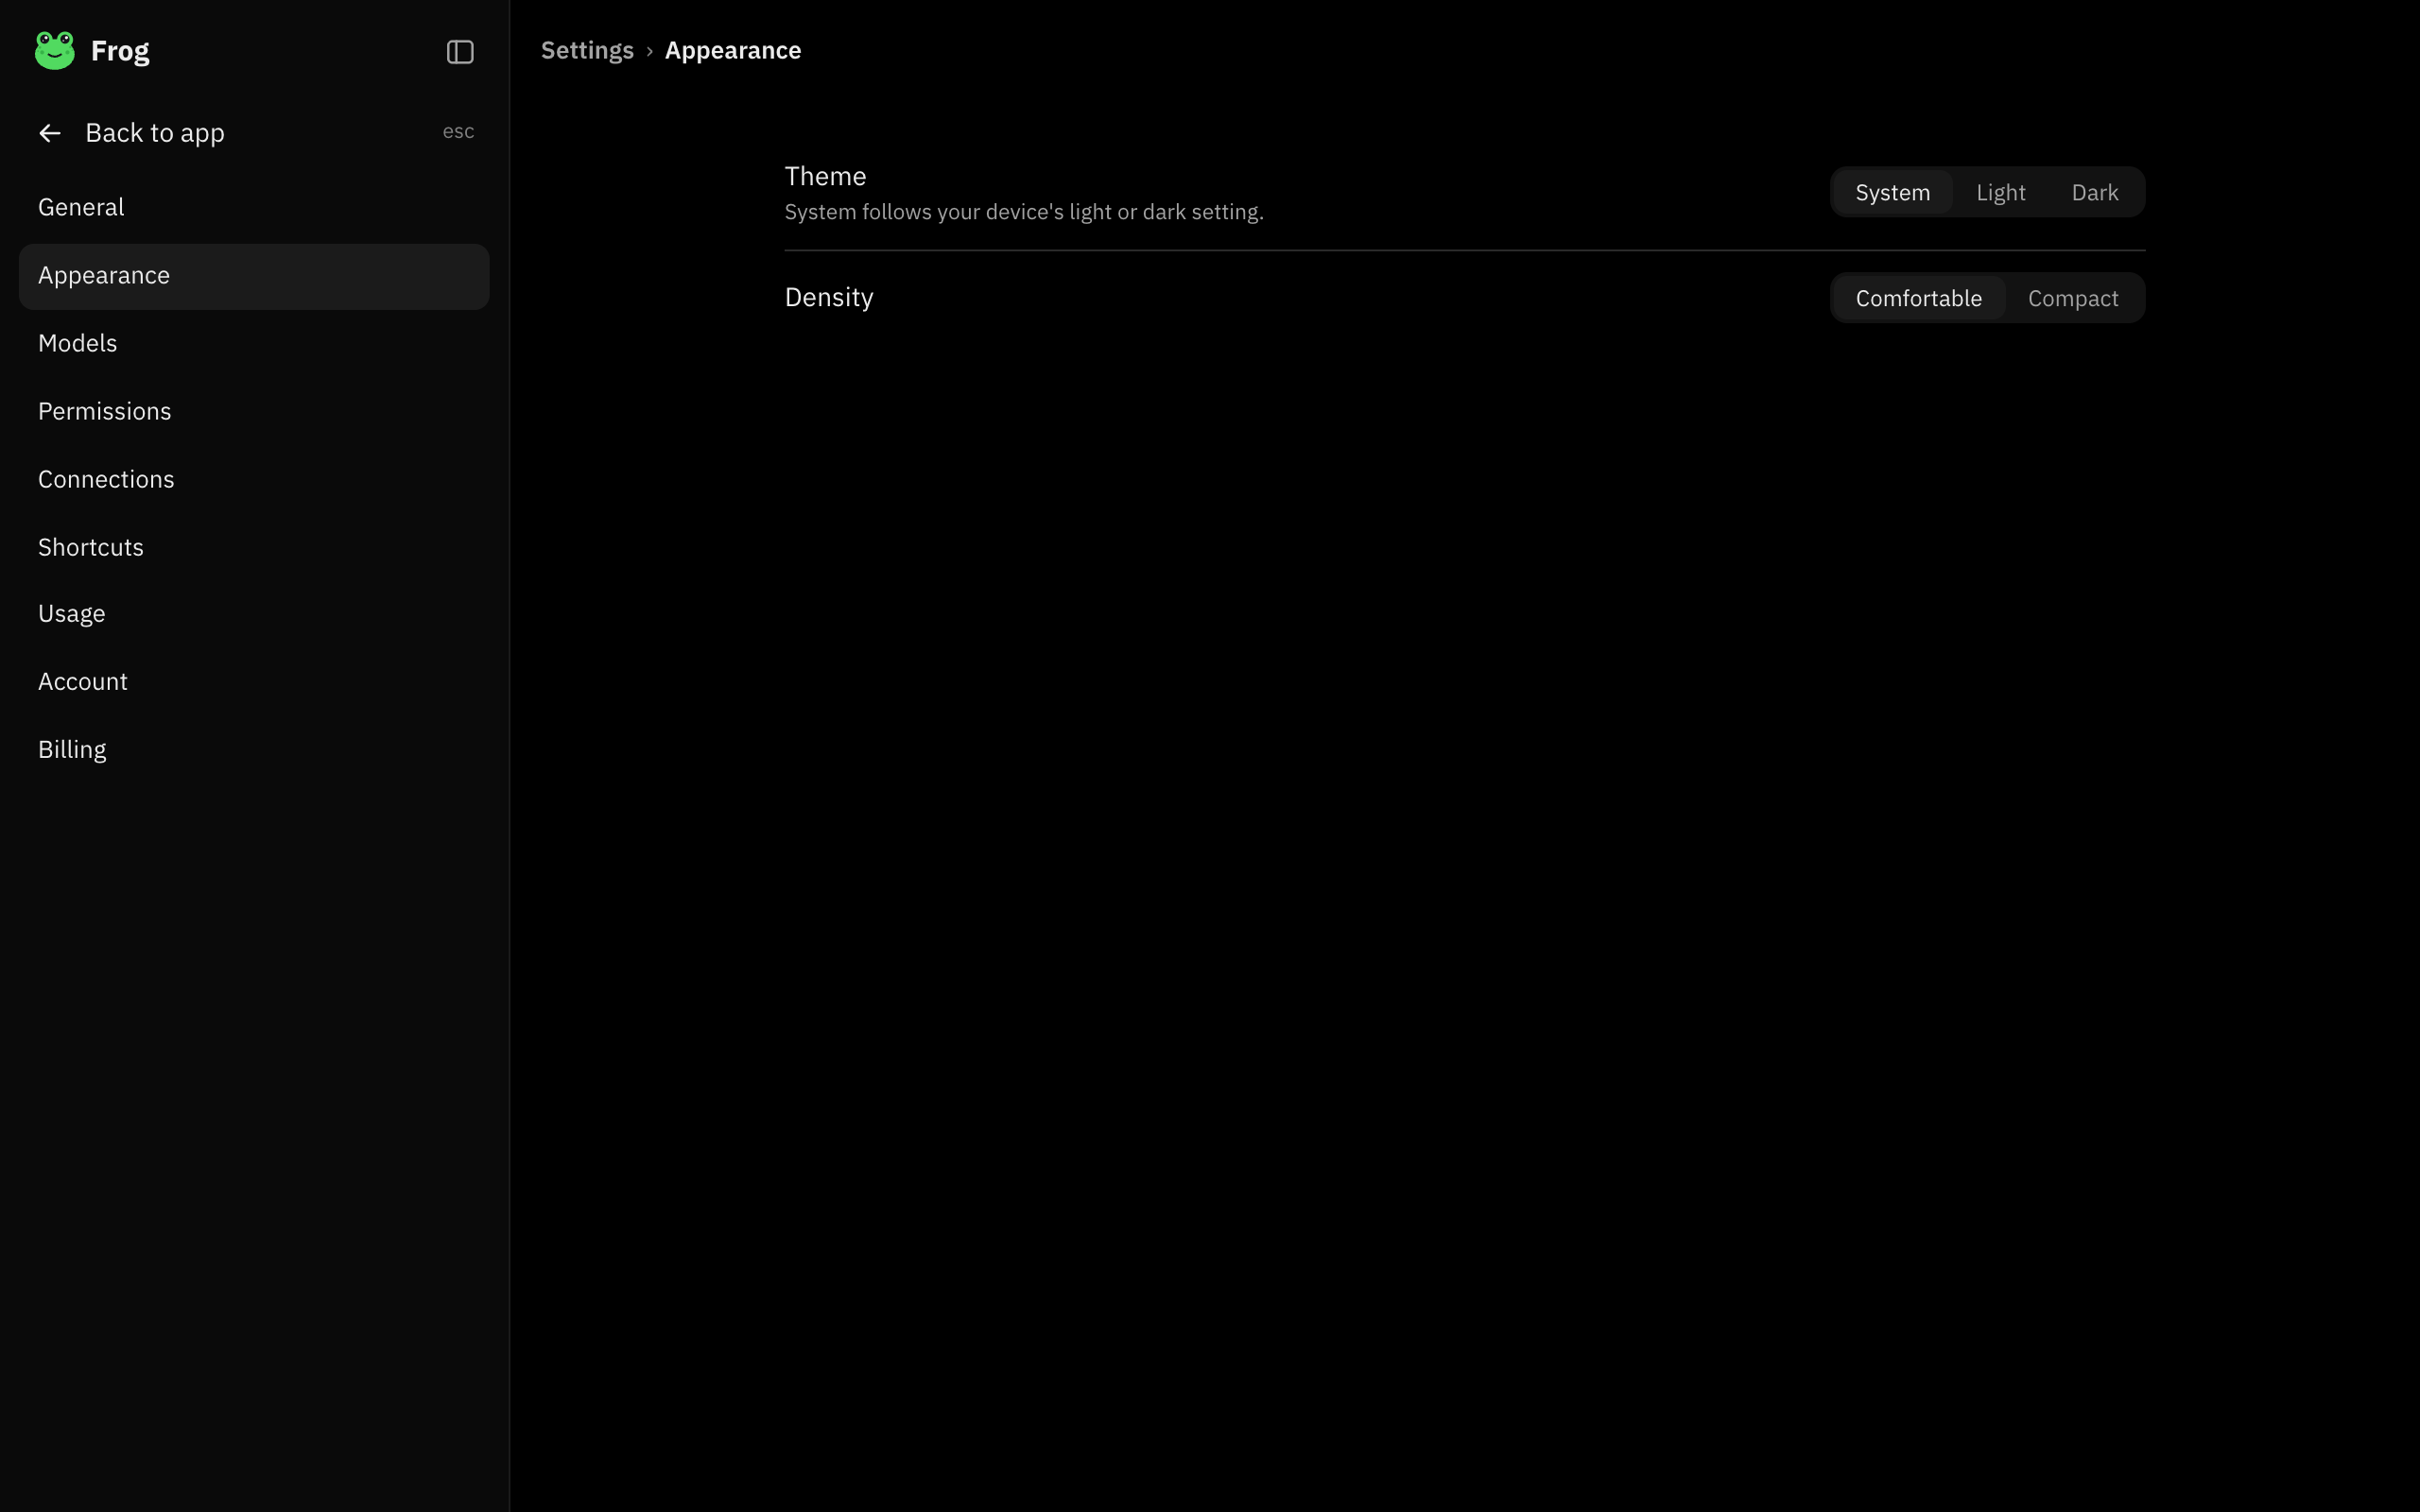 Frog
Back to app esc
General
Appearance
Models
Permissions
Connections
Shortcuts
Usage
Account
Billing
Settings › Appearance
Theme
System follows your device's light or dark setting.
System Light Dark
Density
Comfortable Compact